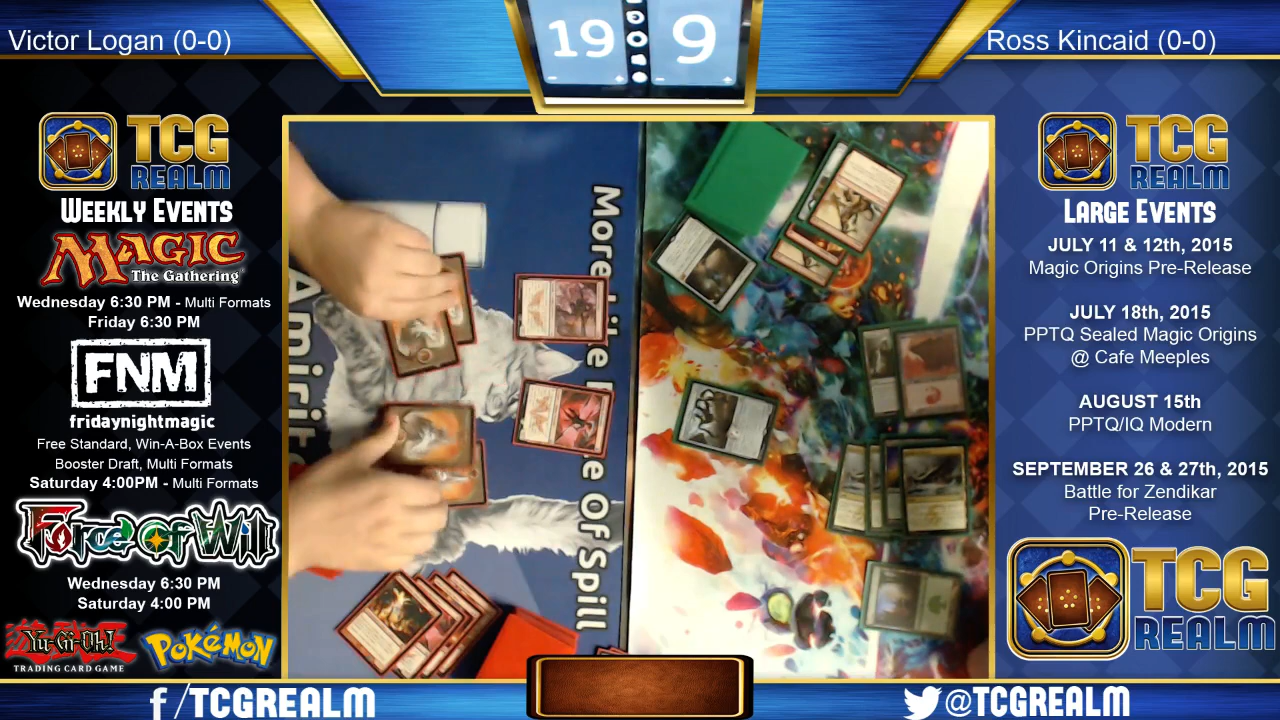 Victor Logan (0-0)
19 9
Ross Kincaid (0-0)
TCG
REALM
WEEKLY EVENTS
MAGIC
The Gathering
Wednesday 6:30 PM - Multi Formats
Friday 6:30 PM
FNM
fridaynightmagic
Free Standard, Win-A-Box Events
Booster Draft, Multi Formats
Saturday 4:00PM - Multi Formats
Force of Will
Wednesday 6:30 PM
Saturday 4:00 PM
Yu-Gi-Oh!
TRADING CARD GAME
Pokémon
More
Of Spill
Amirite
TCG
REALM
LARGE EVENTS
JULY 11 & 12th, 2015
Magic Origins Pre-Release
JULY 18th, 2015
PPTQ Sealed Magic Origins
@ Cafe Meeples
AUGUST 15th
PPTQ/IQ Modern
SEPTEMBER 26 & 27th, 2015
Battle for Zendikar
Pre-Release
TCG
REALM
f /TCGREALM
@TCGREALM